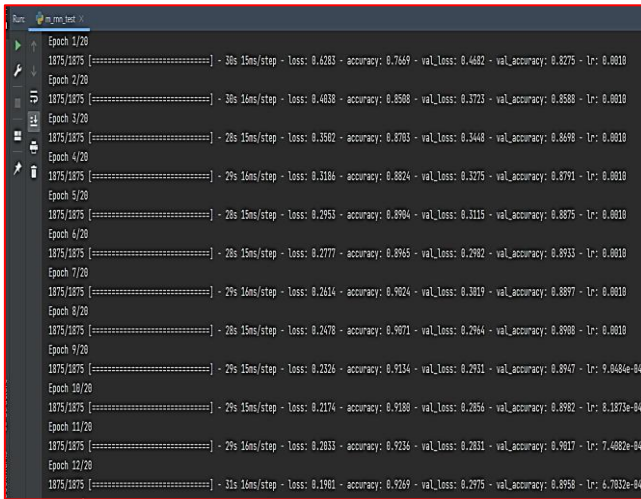 Run: m_rnn_test ×
Epoch 1/20
1875/1875 [==============================] - 30s 15ms/step - loss: 0.6283 - accuracy: 0.7669 - val_loss: 0.4682 - val_accuracy: 0.8275 - lr: 0.0010
Epoch 2/20
1875/1875 [==============================] - 30s 16ms/step - loss: 0.4038 - accuracy: 0.8508 - val_loss: 0.3723 - val_accuracy: 0.8588 - lr: 0.0010
Epoch 3/20
1875/1875 [==============================] - 28s 15ms/step - loss: 0.3502 - accuracy: 0.8703 - val_loss: 0.3448 - val_accuracy: 0.8698 - lr: 0.0010
Epoch 4/20
1875/1875 [==============================] - 29s 16ms/step - loss: 0.3186 - accuracy: 0.8824 - val_loss: 0.3275 - val_accuracy: 0.8791 - lr: 0.0010
Epoch 5/20
1875/1875 [==============================] - 28s 15ms/step - loss: 0.2953 - accuracy: 0.8904 - val_loss: 0.3115 - val_accuracy: 0.8875 - lr: 0.0010
Epoch 6/20
1875/1875 [==============================] - 28s 15ms/step - loss: 0.2777 - accuracy: 0.8965 - val_loss: 0.2982 - val_accuracy: 0.8933 - lr: 0.0010
Epoch 7/20
1875/1875 [==============================] - 29s 16ms/step - loss: 0.2614 - accuracy: 0.9024 - val_loss: 0.3019 - val_accuracy: 0.8897 - lr: 0.0010
Epoch 8/20
1875/1875 [==============================] - 28s 15ms/step - loss: 0.2478 - accuracy: 0.9071 - val_loss: 0.2964 - val_accuracy: 0.8908 - lr: 0.0010
Epoch 9/20
1875/1875 [==============================] - 29s 15ms/step - loss: 0.2326 - accuracy: 0.9134 - val_loss: 0.2931 - val_accuracy: 0.8947 - lr: 9.0484e-04
Epoch 10/20
1875/1875 [==============================] - 29s 15ms/step - loss: 0.2174 - accuracy: 0.9180 - val_loss: 0.2856 - val_accuracy: 0.8982 - lr: 8.1873e-04
Epoch 11/20
1875/1875 [==============================] - 29s 16ms/step - loss: 0.2033 - accuracy: 0.9236 - val_loss: 0.2831 - val_accuracy: 0.9017 - lr: 7.4082e-04
Epoch 12/20
1875/1875 [==============================] - 31s 16ms/step - loss: 0.1901 - accuracy: 0.9269 - val_loss: 0.2975 - val_accuracy: 0.8958 - lr: 6.7032e-04